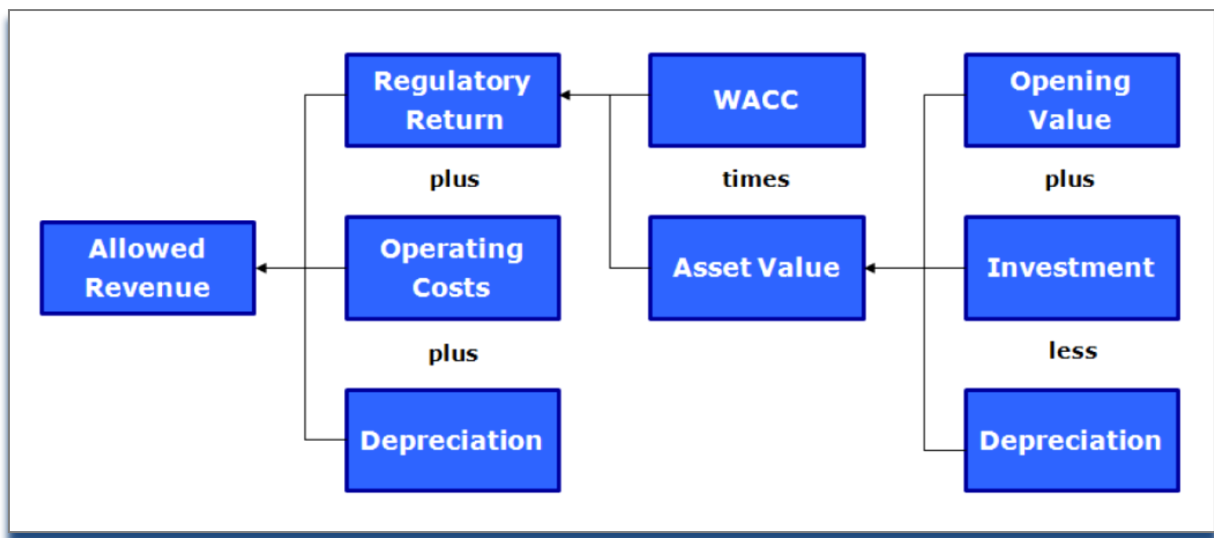 Regulatory
Return
plus
Operating
Costs
plus
Depreciation
Allowed
Revenue
WACC
times
Asset Value
Opening
Value
plus
Investment
less
Depreciation